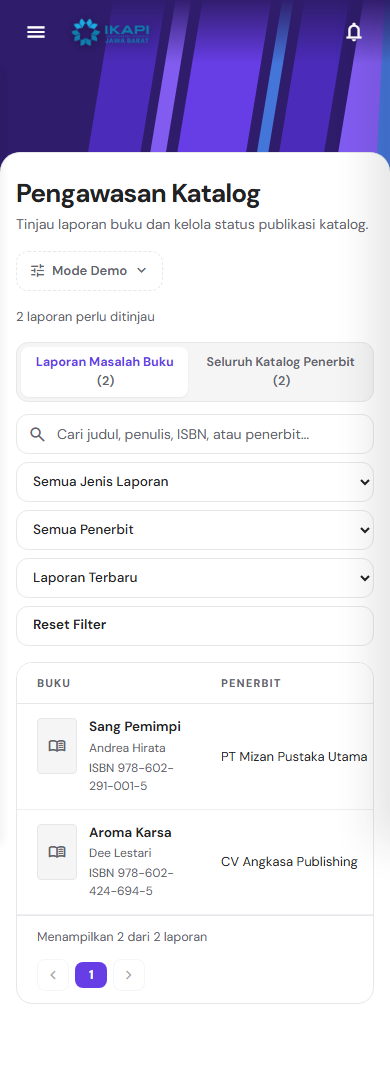 IKAPI
JAWA BARAT
Pengawasan Katalog
Tinjau laporan buku dan kelola status publikasi katalog.
Mode Demo
2 laporan perlu ditinjau
Laporan Masalah Buku
(2)
Seluruh Katalog Penerbit
(2)
Cari judul, penulis, ISBN, atau penerbit...
Semua Jenis Laporan
Semua Penerbit
Laporan Terbaru
Reset Filter
BUKU
PENERBIT
Sang Pemimpi
Andrea Hirata
ISBN 978-602-
291-001-5
PT Mizan Pustaka Utama
Aroma Karsa
Dee Lestari
ISBN 978-602-
424-694-5
CV Angkasa Publishing
Menampilkan 2 dari 2 laporan
1